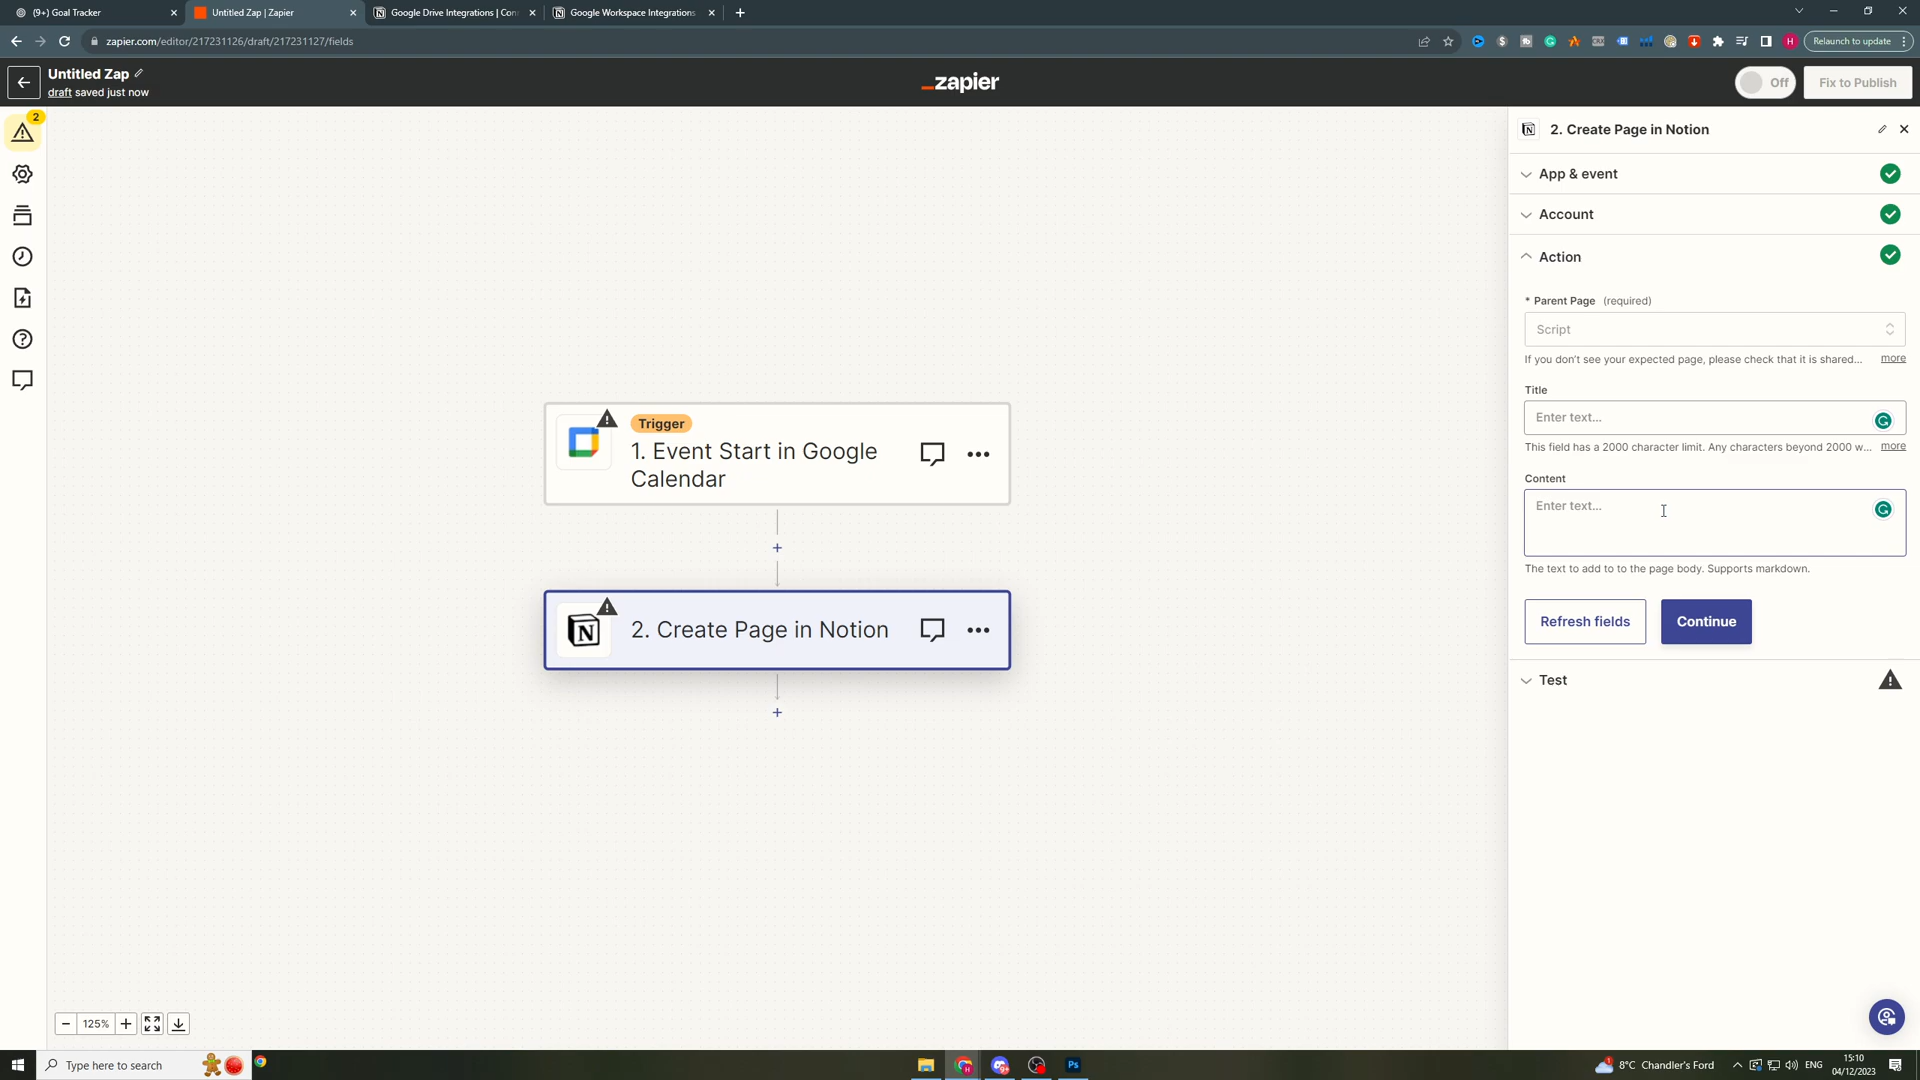 (9+) Goal Tracker
Untitled Zap | Zapier
Google Drive Integrations | Con
Google Workspace Integrations
zapier.com/editor/217231126/draft/217231127/fields
Relaunch to update
Untitled Zap
draft saved just now
_zapier
Off
Fix to Publish
2
2. Create Page in Notion
App & event
Account
Action
* Parent Page (required)
Script
If you don't see your expected page, please check that it is shared... more
Title
Enter text...
This field has a 2000 character limit. Any characters beyond 2000 w... more
Content
Enter text...
The text to add to to the page body. Supports markdown.
Refresh fields
Continue
Test
Trigger
1. Event Start in Google
Calendar
2. Create Page in Notion
125%
Type here to search
Ps
8°C Chandler's Ford
ENG
15:10
04/12/2023